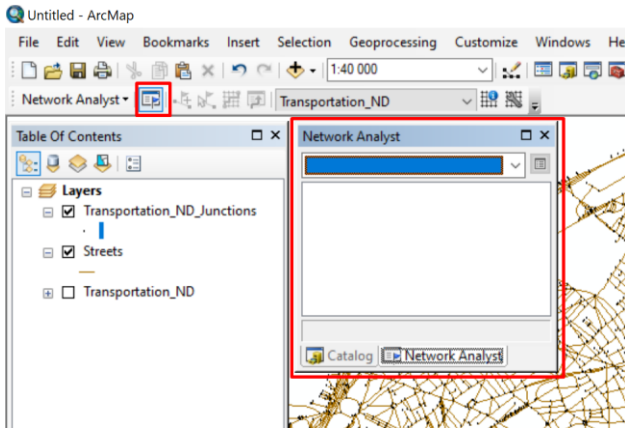 Untitled - ArcMap
File Edit View Bookmarks Insert Selection Geoprocessing Customize Windows He
1:40 000
Network Analyst Transportation_ND
Table Of Contents
Layers
Transportation_ND_Junctions
Streets
Transportation_ND
Network Analyst
Catalog Network Analyst